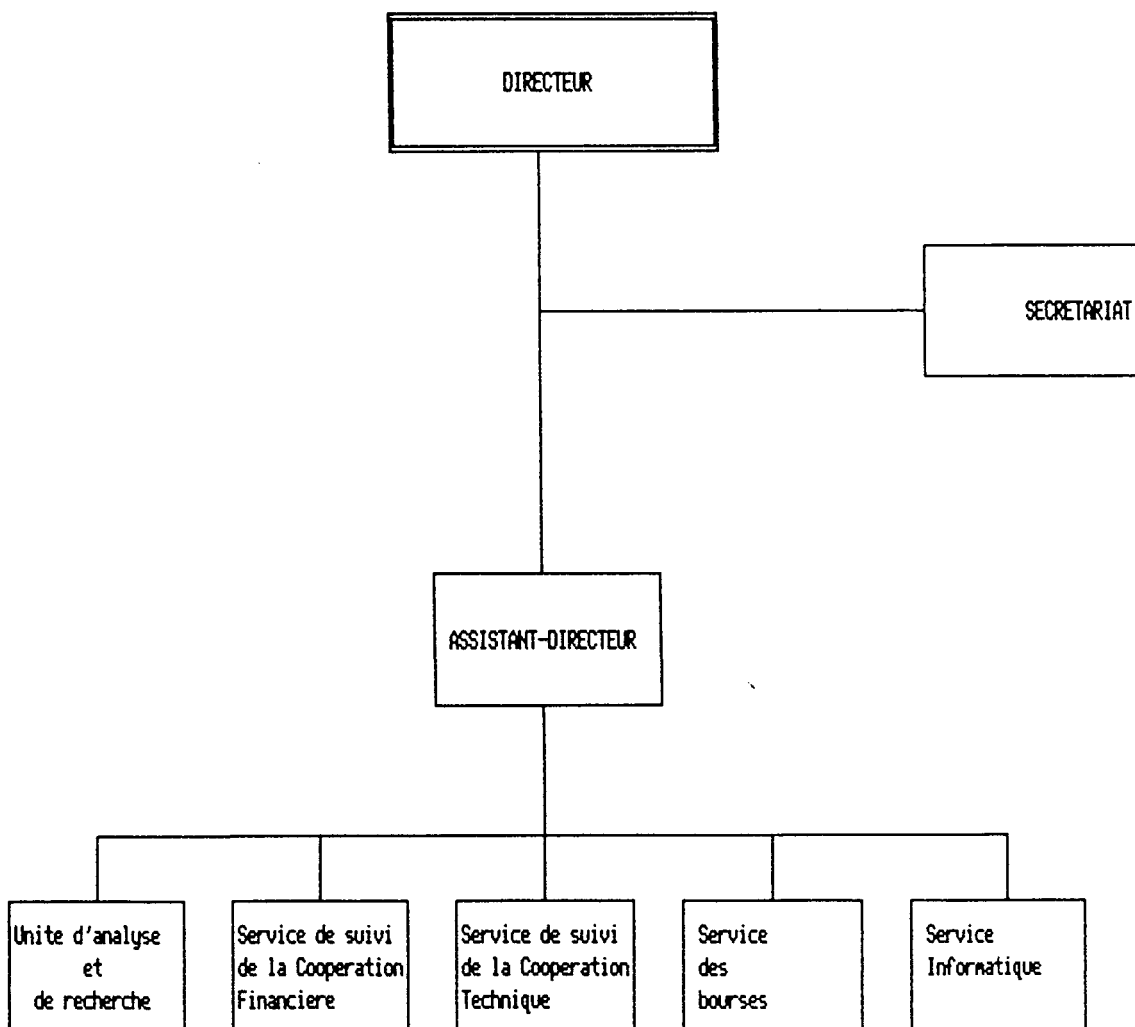 DIRECTEUR
SECRETARIAT
ASSISTANT-DIRECTEUR
Unite d'analyse
et
de recherche
Service de suivi
de la Cooperation
Financiere
Service de suivi
de la Cooperation
Technique
Service
des
bourses
Service
Informatique